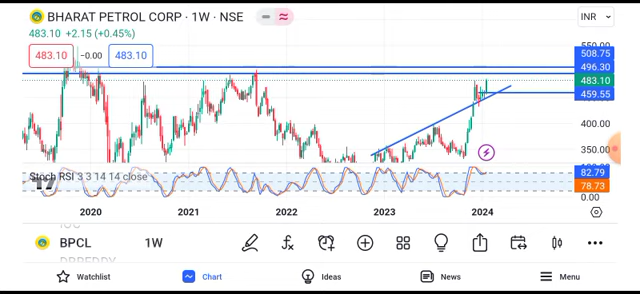 BHARAT PETROL CORP · 1W · NSE
INR
483.10 +2.15 (+0.45%)
483.10 −0.00 483.10
508.75
496.30
483.10
459.55
400.00
350.00
Stoch RSI 3 3 14 14 close
82.79
78.73
0.00
2020 2021 2022 2023 2024
BPCL 1W
Watchlist Chart Ideas News Menu